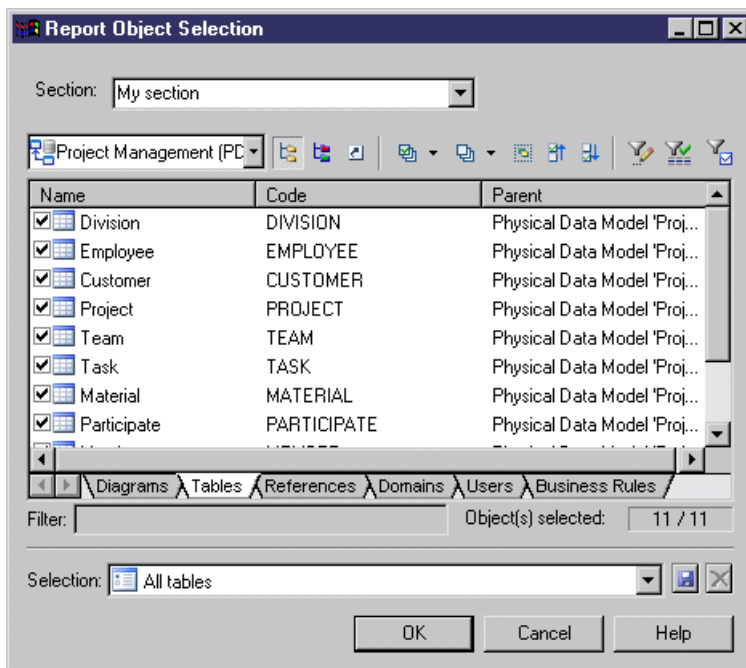 Report Object Selection
Section: My section
Project Management (PD
Name Code Parent
Division DIVISION Physical Data Model 'Proj...
Employee EMPLOYEE Physical Data Model 'Proj...
Customer CUSTOMER Physical Data Model 'Proj...
Project PROJECT Physical Data Model 'Proj...
Team TEAM Physical Data Model 'Proj...
Task TASK Physical Data Model 'Proj...
Material MATERIAL Physical Data Model 'Proj...
Participate PARTICIPATE Physical Data Model 'Proj...
Diagrams Tables References Domains Users Business Rules
Filter: Object(s) selected: 11 / 11
Selection: All tables
OK Cancel Help